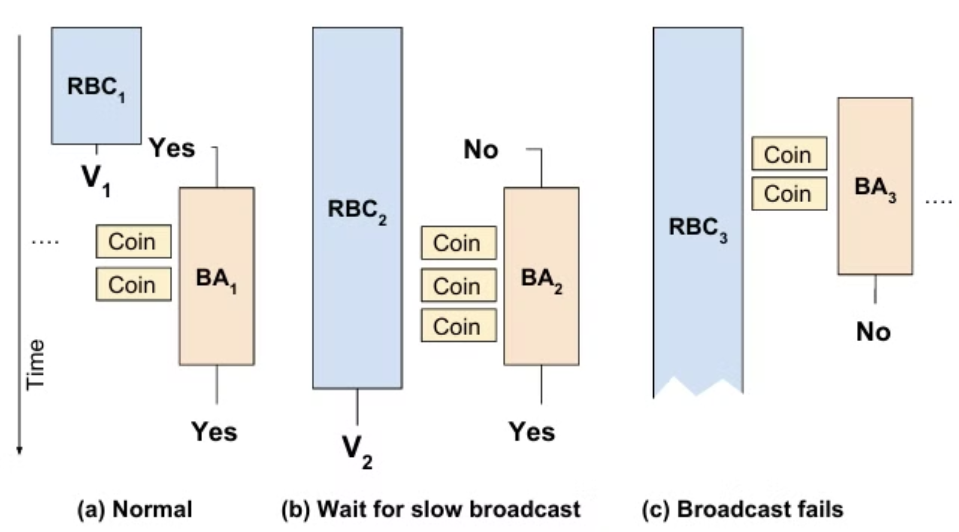 RBC1
Yes
V1
....
Coin
Coin
BA1
Yes
Time
(a) Normal
RBC2
No
Coin
Coin
Coin
BA2
Yes
V2
(b) Wait for slow broadcast
RBC3
Coin
Coin
BA3
....
No
(c) Broadcast fails